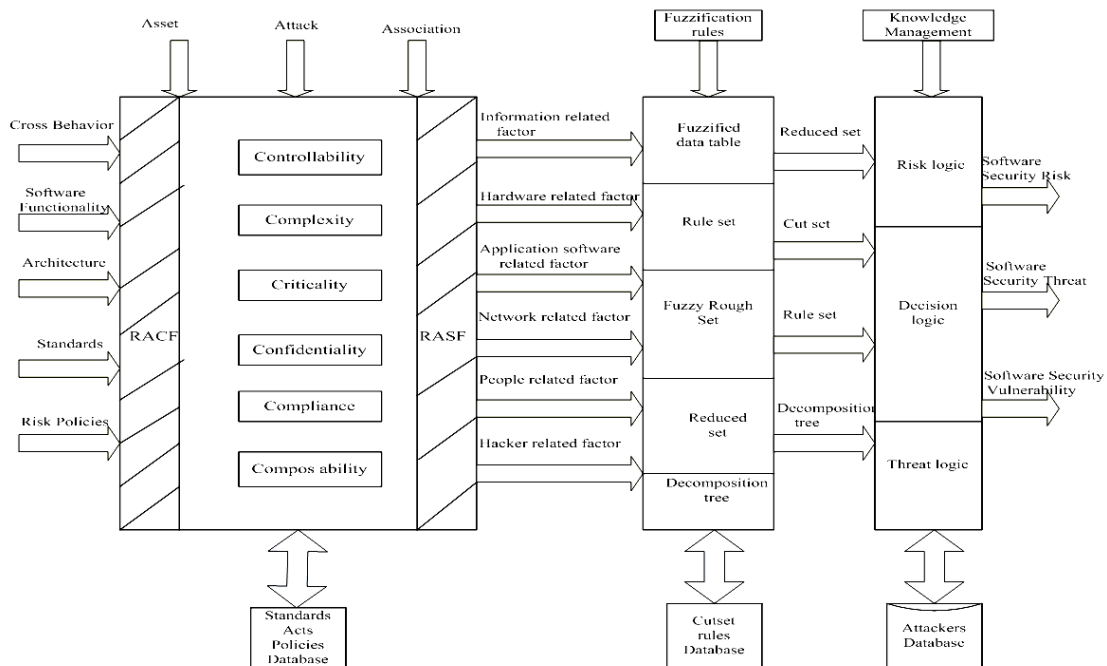 Asset
Attack
Association
Fuzzification
rules
Knowledge
Management
Cross Behavior
Software
Functionality
Architecture
Standards
Risk Policies
RACF
Controllability
Complexity
Criticality
Confidentiality
Compliance
Compos ability
RASF
Information related
factor
Hardware related factor
Application software
related factor
Network related factor
People related factor
Hacker related factor
Fuzzified
data table
Rule set
Fuzzy Rough
Set
Reduced
set
Decomposition
tree
Reduced set
Cut set
Rule set
Decomposition
tree
Risk logic
Decision
logic
Threat logic
Software
Security Risk
Software
Security Threat
Software Security
Vulnerability
Standards
Acts
Policies
Database
Cutset
rules
Database
Attackers
Database